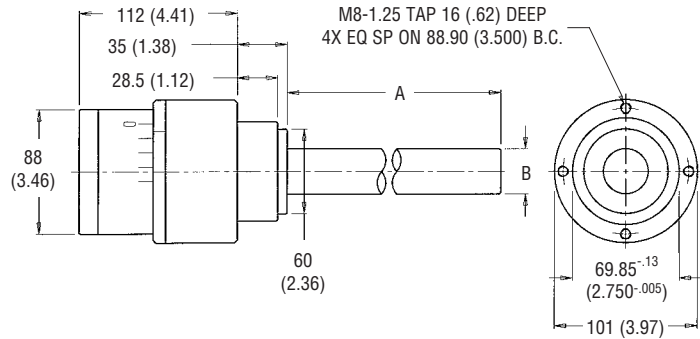 112 (4.41)
M8-1.25 TAP 16 (.62) DEEP
4X EQ SP ON 88.90 (3.500) B.C.
35 (1.38)
28.5 (1.12)
A
88
(3.46)
B
60
(2.36)
69.85-.13
(2.750-.005)
101 (3.97)